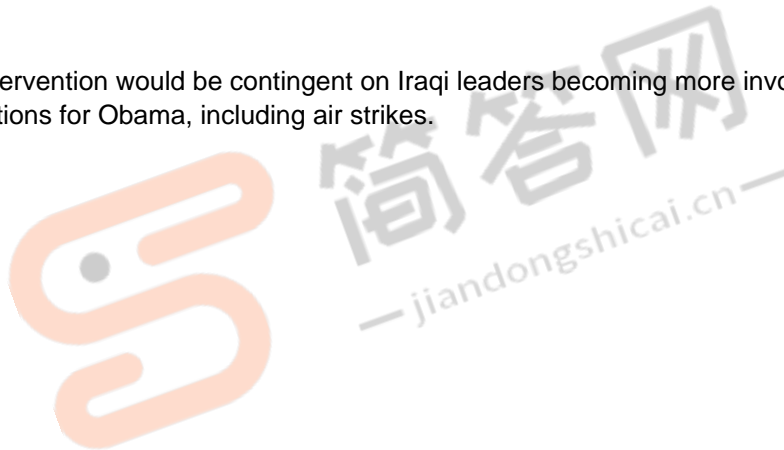 ervention would be contingent on Iraqi leaders becoming more invo
tions for Obama, including air strikes.
简答网
jiandongshicai.cn